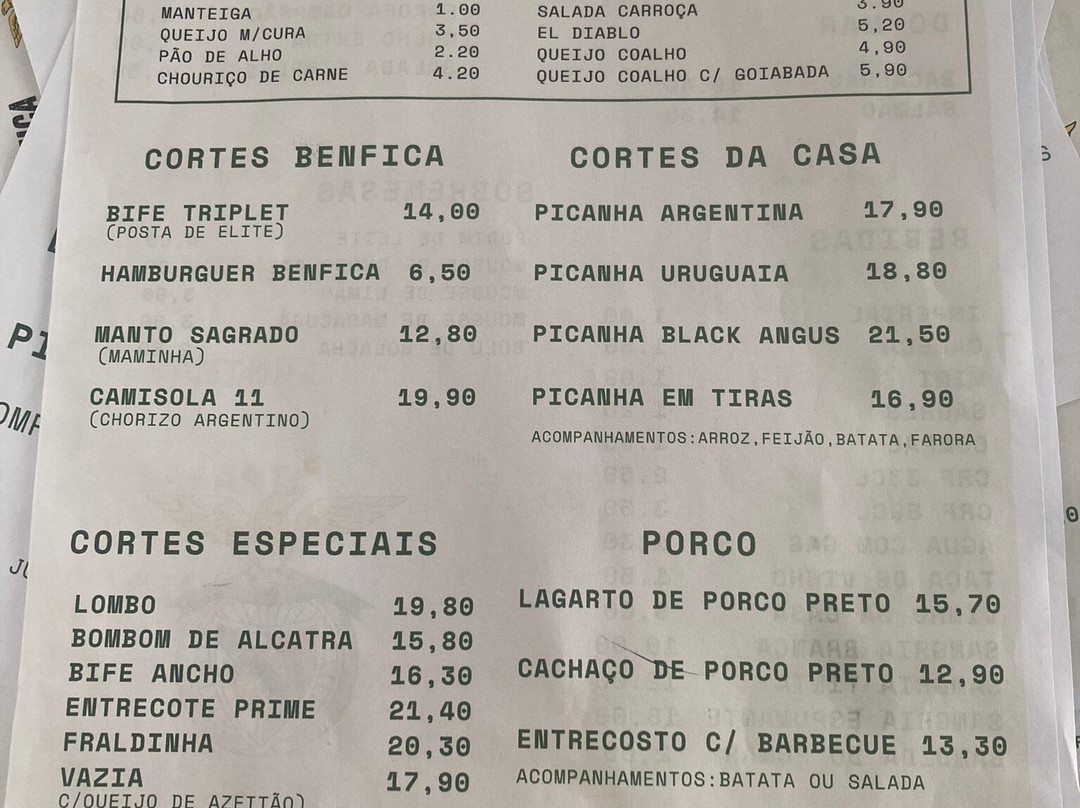 MANTEIGA 1.00
QUEIJO M/CURA 3,50
PÃO DE ALHO 2.20
CHOURIÇO DE CARNE 4.20
SALADA CARROÇA 3.90
EL DIABLO 5,20
QUEIJO COALHO 4,90
QUEIJO COALHO C/ GOIABADA 5,90
CORTES BENFICA
BIFE TRIPLET 14,00
(POSTA DE ELITE)
HAMBURGUER BENFICA 6,50
MANTO SAGRADO 12,80
(MAMINHA)
CAMISOLA 11 19,90
(CHORIZO ARGENTINO)
CORTES DA CASA
PICANHA ARGENTINA 17,90
PICANHA URUGUAIA 18,80
PICANHA BLACK ANGUS 21,50
PICANHA EM TIRAS 16,90
ACOMPANHAMENTOS:ARROZ,FEIJÃO,BATATA,FARORA
CORTES ESPECIAIS
LOMBO 19,80
BOMBOM DE ALCATRA 15,80
BIFE ANCHO 16,30
ENTRECOTE PRIME 21,40
FRALDINHA 20,30
VAZIA 17,90
C/QUEIJO DE AZEITÃO)
PORCO
LAGARTO DE PORCO PRETO 15,70
CACHAÇO DE PORCO PRETO 12,90
ENTRECOSTO C/ BARBECUE 13,30
ACOMPANHAMENTOS:BATATA OU SALADA